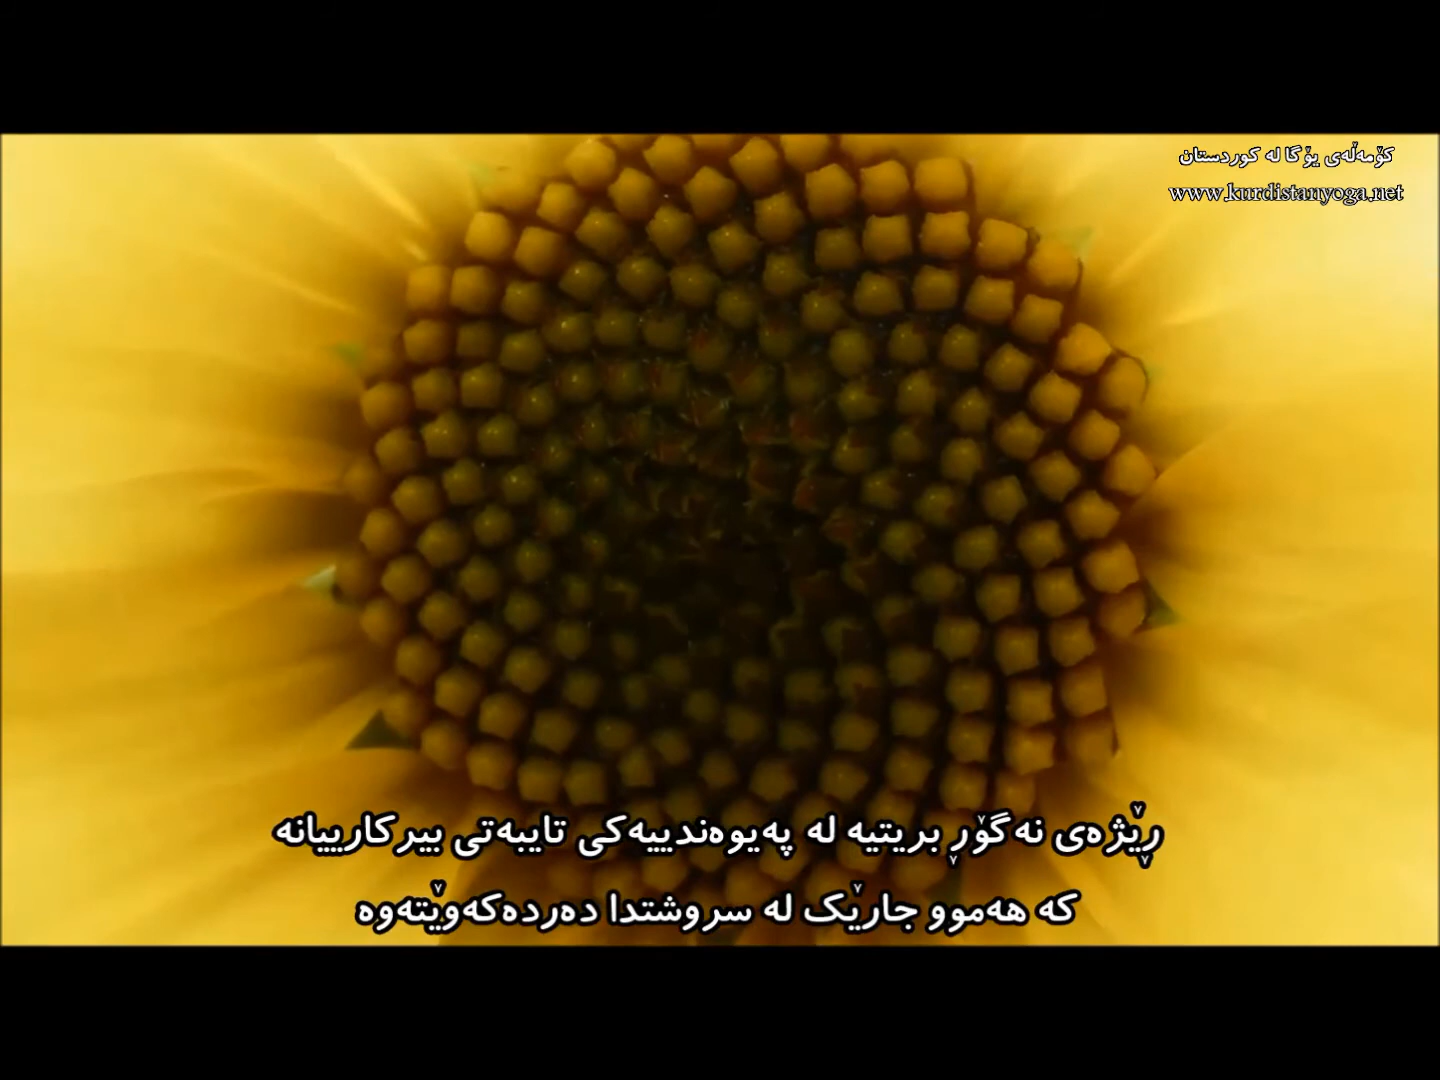 کۆمەڵەی یۆگا لە کوردستان
www.kurdistanyoga.net
ڕێژەی نەگۆڕ بریتیە لە پەیوەندییەکی تایبەتی بیرکارییانە
کە هەموو جارێک لە سروشتدا دەردەکەوێتەوە